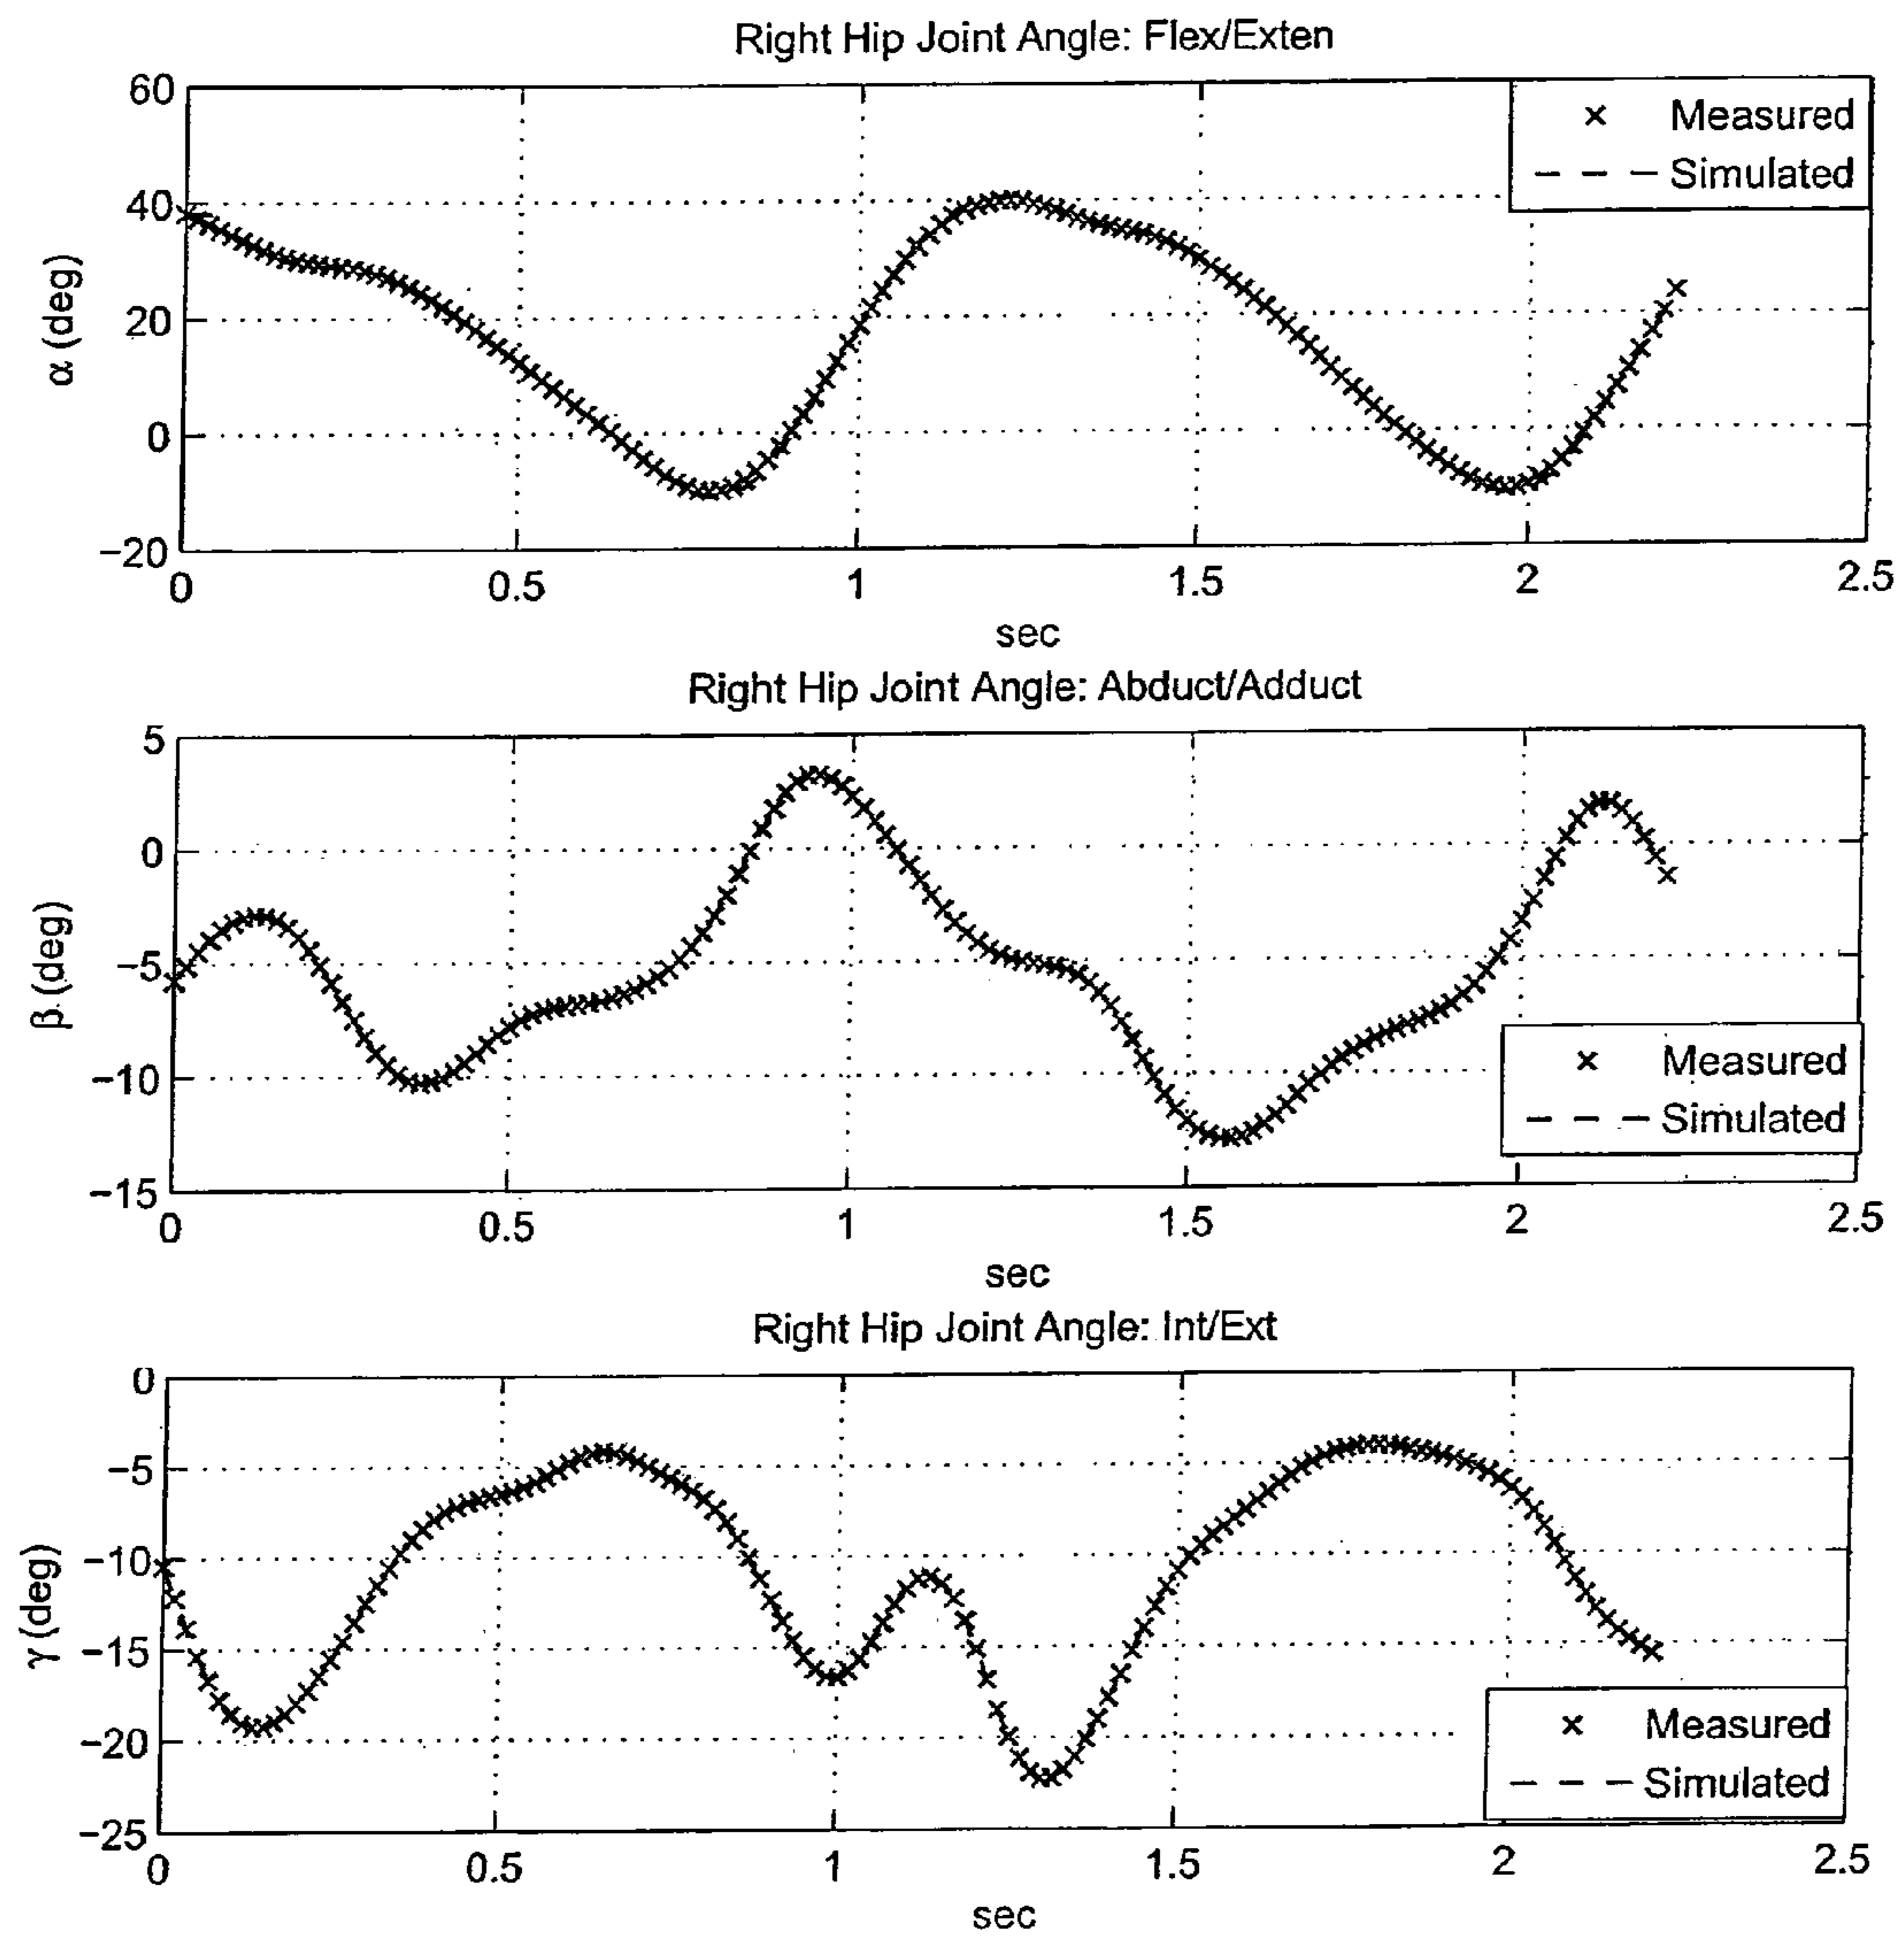 Right Hip Joint Angle: Flex/Exten
60
40
20
0
−20
α (deg)
Measured
Simulated
0 0.5 1 1.5 2 2.5
sec
Right Hip Joint Angle: Abduct/Adduct
5
0
−5
−10
−15
β (deg)
Measured
Simulated
0 0.5 1 1.5 2 2.5
sec
Right Hip Joint Angle: Int/Ext
0
−5
−10
−15
−20
−25
γ (deg)
Measured
Simulated
0 0.5 1 1.5 2 2.5
sec